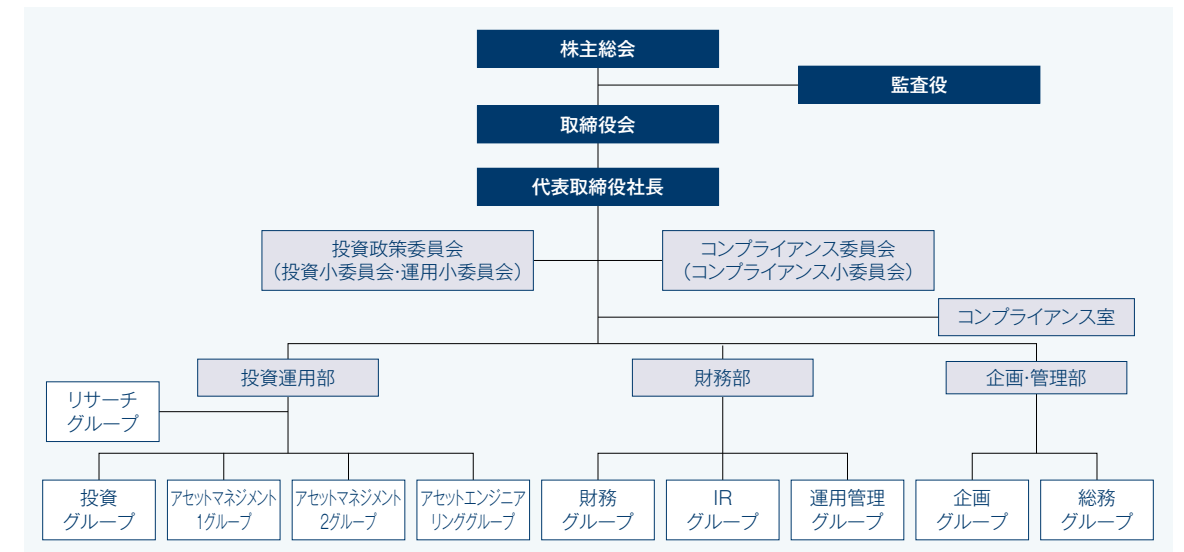 株主総会
監査役
取締役会
代表取締役社長
投資政策委員会
（投資小委員会・運用小委員会）
コンプライアンス委員会
（コンプライアンス小委員会）
コンプライアンス室
投資運用部
財務部
企画・管理部
リサーチ
グループ
投資
グループ
アセットマネジメント
1グループ
アセットマネジメント
2グループ
アセットエンジニア
リンググループ
財務
グループ
IR
グループ
運用管理
グループ
企画
グループ
総務
グループ